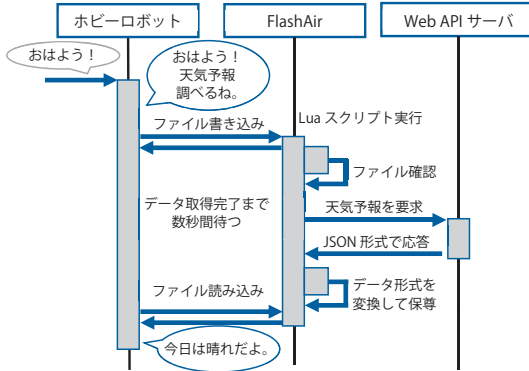 ホビーロボット
FlashAir
Web API サーバ
おはよう！
おはよう！
天気予報
調べるね。
ファイル書き込み
Lua スクリプト実行
ファイル確認
データ取得完了まで
数秒間待つ
天気予報を要求
JSON 形式で応答
ファイル読み込み
データ形式を
変換して保尊
今日は晴れだよ。